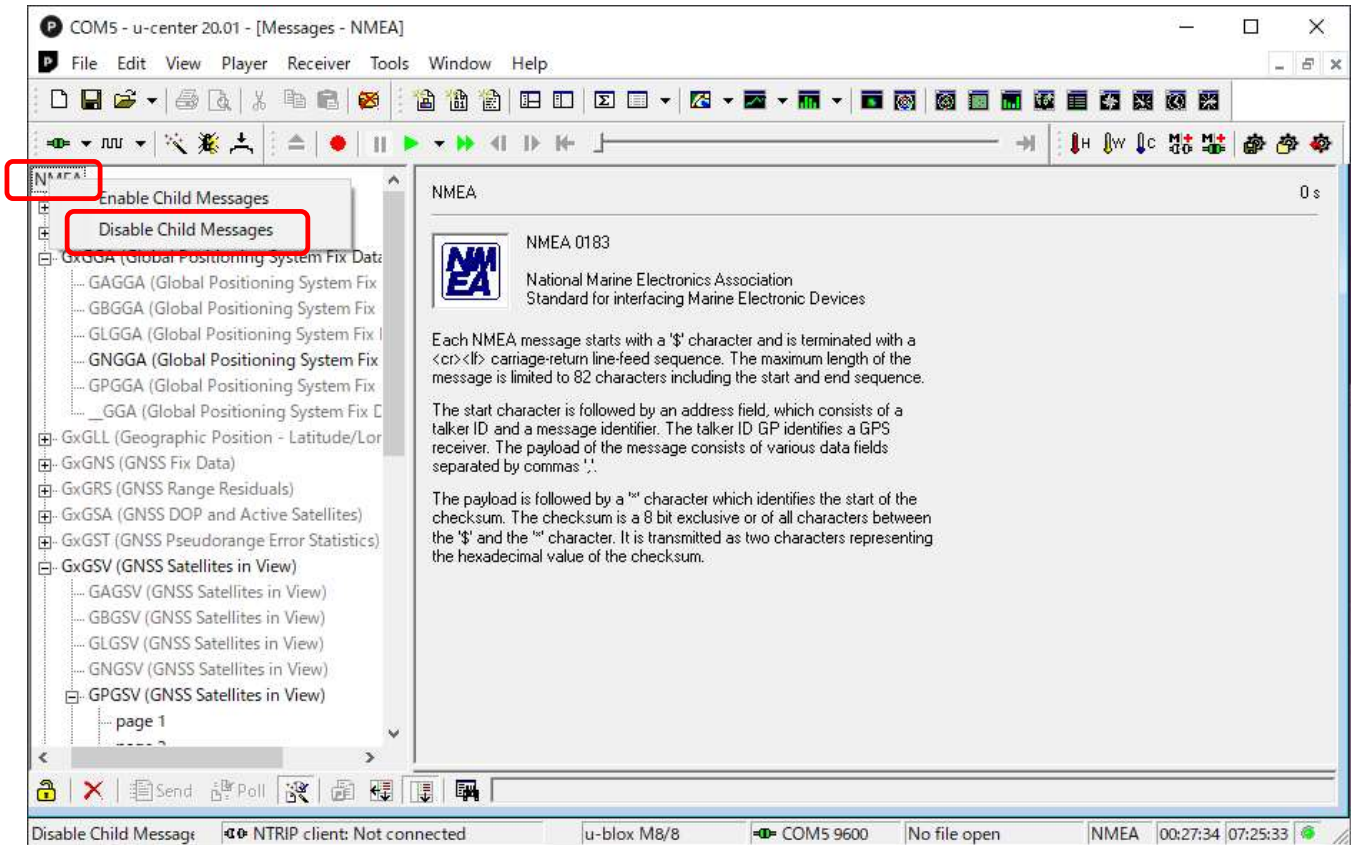 COM5 - u-center 20.01 - [Messages - NMEA]
File Edit View Player Receiver Tools Window Help
H W C
NMEA
Enable Child Messages
Disable Child Messages
GxGGA (Global Positioning System Fix Data
GAGGA (Global Positioning System Fix
GBGGA (Global Positioning System Fix
GLGGA (Global Positioning System Fix
GNGGA (Global Positioning System Fix
GPGGA (Global Positioning System Fix
__GGA (Global Positioning System Fix D
GxGLL (Geographic Position - Latitude/Lor
GxGNS (GNSS Fix Data)
GxGRS (GNSS Range Residuals)
GxGSA (GNSS DOP and Active Satellites)
GxGST (GNSS Pseudorange Error Statistics)
GxGSV (GNSS Satellites in View)
GAGSV (GNSS Satellites in View)
GBGSV (GNSS Satellites in View)
GLGSV (GNSS Satellites in View)
GNGSV (GNSS Satellites in View)
GPGSV (GNSS Satellites in View)
page 1
NMEA 0 s
NMEA
NMEA 0183
National Marine Electronics Association
Standard for interfacing Marine Electronic Devices
Each NMEA message starts with a '$' character and is terminated with a
<cr><lf> carriage-return line-feed sequence. The maximum length of the
message is limited to 82 characters including the start and end sequence.
The start character is followed by an address field, which consists of a
talker ID and a message identifier. The talker ID GP identifies a GPS
receiver. The payload of the message consists of various data fields
separated by commas ','.
The payload is followed by a '*' character which identifies the start of the
checksum. The checksum is a 8 bit exclusive or of all characters between
the '$' and the '*' character. It is transmitted as two characters representing
the hexadecimal value of the checksum.
Send Poll
Disable Child Message NTRIP client: Not connected u-blox M8/8 COM5 9600 No file open NMEA 00:27:34 07:25:33